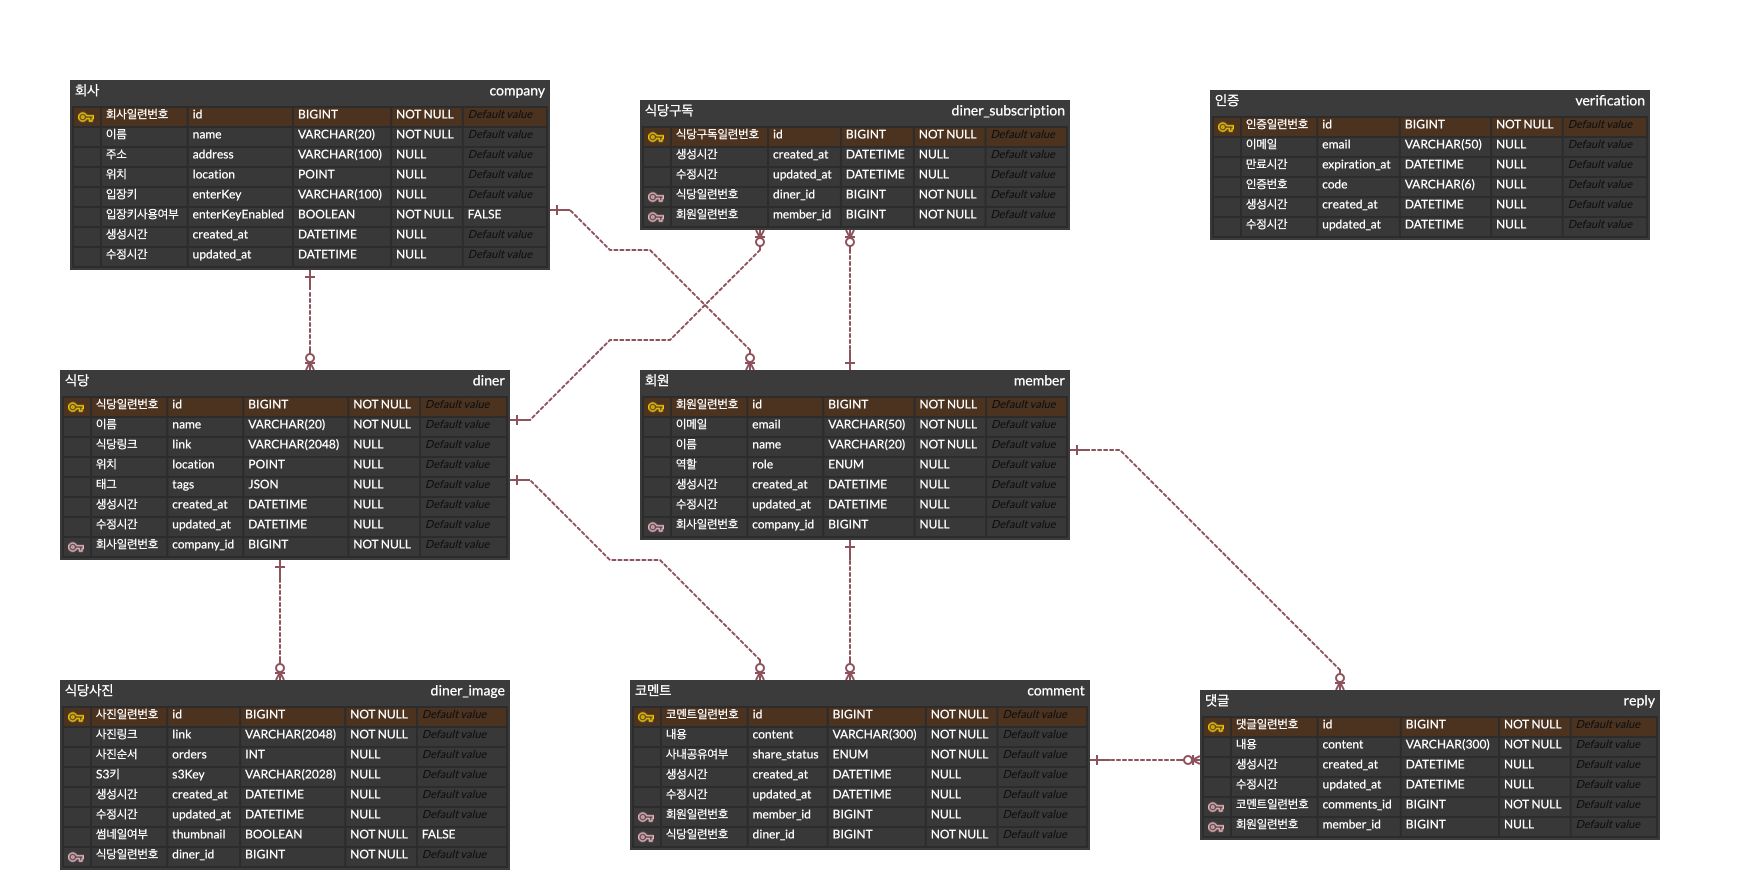 회사 company
회사일련번호 id BIGINT NOT NULL Default value
이름 name VARCHAR(20) NOT NULL Default value
주소 address VARCHAR(100) NULL Default value
위치 location POINT NULL Default value
입장키 enterKey VARCHAR(100) NULL Default value
입장키사용여부 enterKeyEnabled BOOLEAN NOT NULL FALSE
생성시간 created_at DATETIME NULL Default value
수정시간 updated_at DATETIME NULL Default value
식당구독 diner_subscription
식당구독일련번호 id BIGINT NOT NULL Default value
생성시간 created_at DATETIME NULL Default value
수정시간 updated_at DATETIME NULL Default value
식당일련번호 diner_id BIGINT NOT NULL Default value
회원일련번호 member_id BIGINT NOT NULL Default value
인증 verification
인증일련번호 id BIGINT NOT NULL Default value
이메일 email VARCHAR(50) NULL Default value
만료시간 expiration_at DATETIME NULL Default value
인증번호 code VARCHAR(6) NULL Default value
생성시간 created_at DATETIME NULL Default value
수정시간 updated_at DATETIME NULL Default value
식당 diner
식당일련번호 id BIGINT NOT NULL Default value
이름 name VARCHAR(20) NOT NULL Default value
식당링크 link VARCHAR(2048) NULL Default value
위치 location POINT NULL Default value
태그 tags JSON NULL Default value
생성시간 created_at DATETIME NULL Default value
수정시간 updated_at DATETIME NULL Default value
회사일련번호 company_id BIGINT NOT NULL Default value
회원 member
회원일련번호 id BIGINT NOT NULL Default value
이메일 email VARCHAR(50) NOT NULL Default value
이름 name VARCHAR(20) NOT NULL Default value
역할 role ENUM NULL Default value
생성시간 created_at DATETIME NULL Default value
수정시간 updated_at DATETIME NULL Default value
회사일련번호 company_id BIGINT NULL Default value
식당사진 diner_image
사진일련번호 id BIGINT NOT NULL Default value
사진링크 link VARCHAR(2048) NOT NULL Default value
사진순서 orders INT NULL Default value
S3키 s3Key VARCHAR(2028) NULL Default value
생성시간 created_at DATETIME NULL Default value
수정시간 updated_at DATETIME NULL Default value
썸네일여부 thumbnail BOOLEAN NOT NULL FALSE
식당일련번호 diner_id BIGINT NOT NULL Default value
코멘트 comment
코멘트일련번호 id BIGINT NOT NULL Default value
내용 content VARCHAR(300) NOT NULL Default value
사내공유여부 share_status ENUM NOT NULL Default value
생성시간 created_at DATETIME NULL Default value
수정시간 updated_at DATETIME NULL Default value
회원일련번호 member_id BIGINT NULL Default value
식당일련번호 diner_id BIGINT NOT NULL Default value
댓글 reply
댓글일련번호 id BIGINT NOT NULL Default value
내용 content VARCHAR(300) NOT NULL Default value
생성시간 created_at DATETIME NULL Default value
수정시간 updated_at DATETIME NULL Default value
코멘트일련번호 comments_id BIGINT NOT NULL Default value
회원일련번호 member_id BIGINT NULL Default value